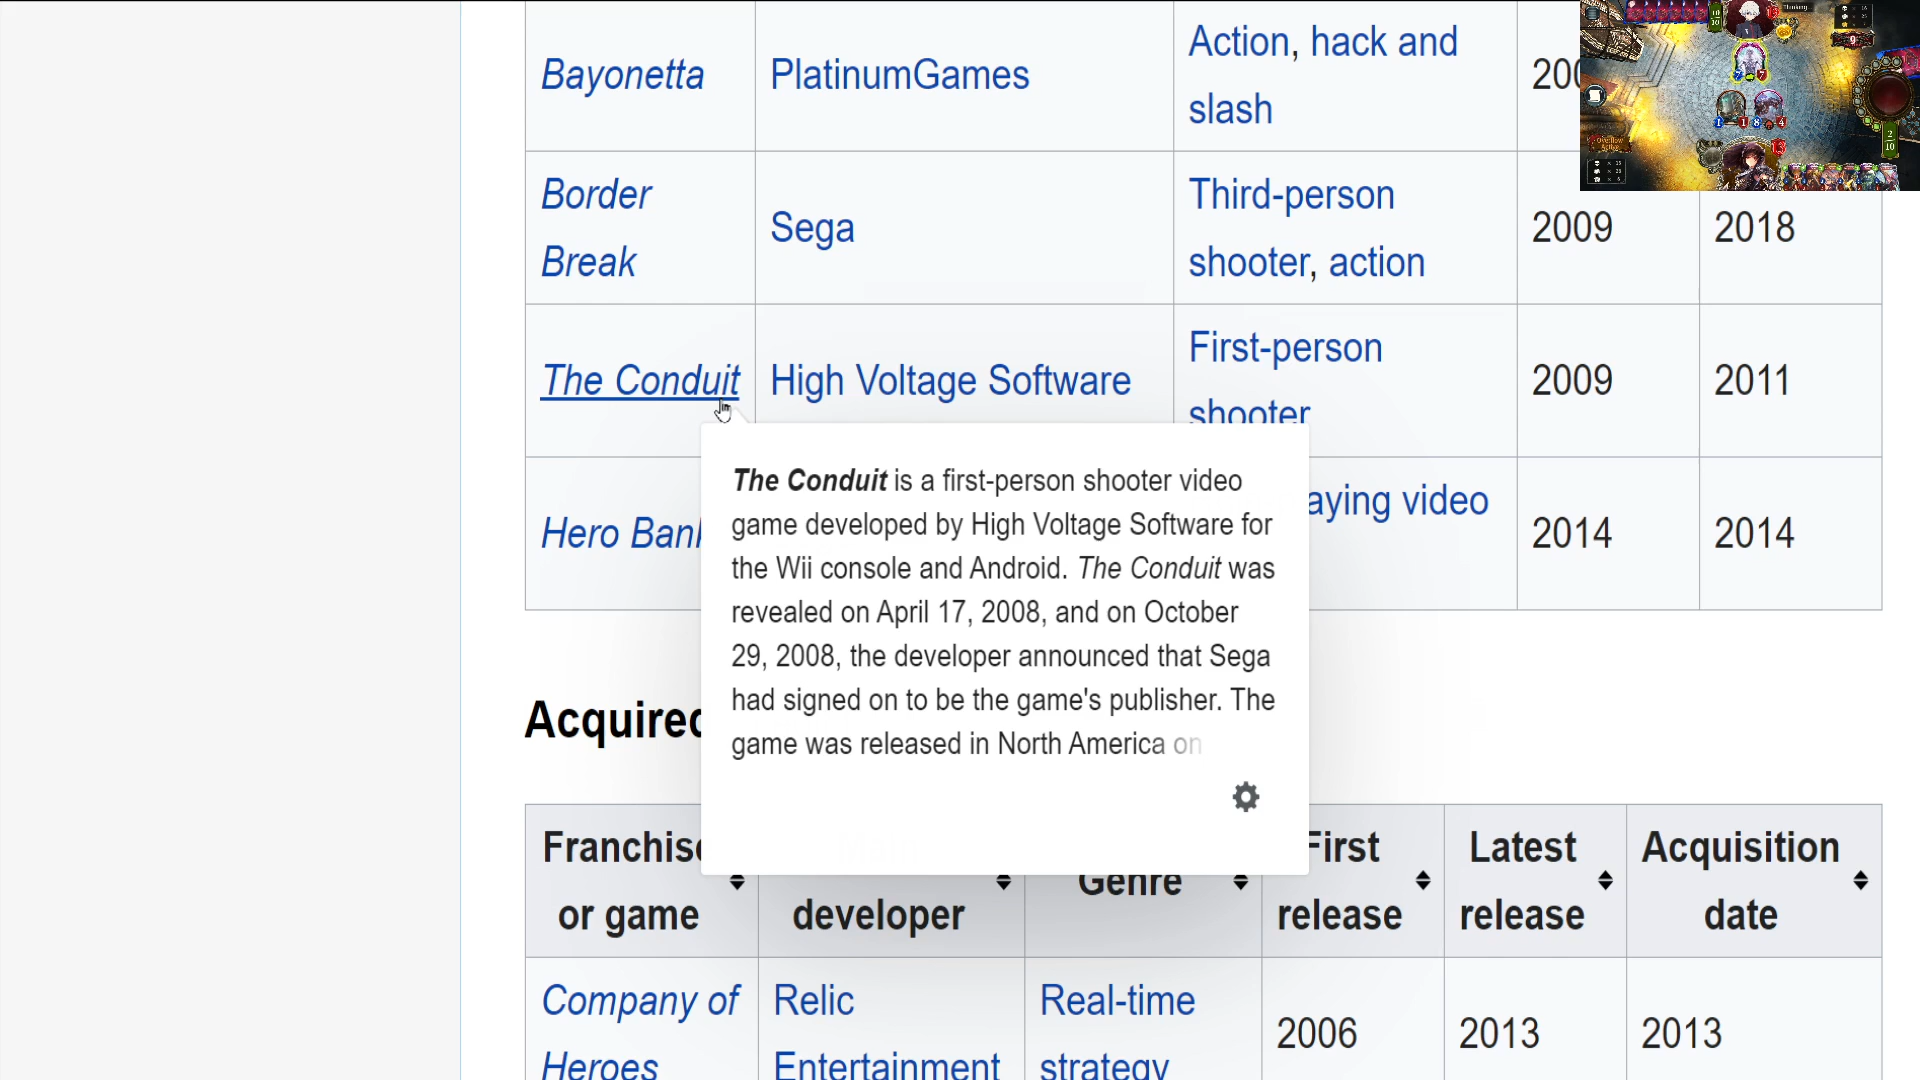 Bayonetta
PlatinumGames
Action, hack and
slash
Border
Break
Sega
Third-person
shooter, action
2009
2018
The Conduit
High Voltage Software
First-person
shooter
2009
2011
Hero Bank
aying video
2014
2014
The Conduit is a first-person shooter video
game developed by High Voltage Software for
the Wii console and Android. The Conduit was
revealed on April 17, 2008, and on October
29, 2008, the developer announced that Sega
had signed on to be the game's publisher. The
game was released in North America on
Acquired
Franchise
or game
developer
Genre
First
release
Latest
release
Acquisition
date
Company of
Heroes
Relic
Entertainment
Real-time
strategy
2006
2013
2013
Thinking